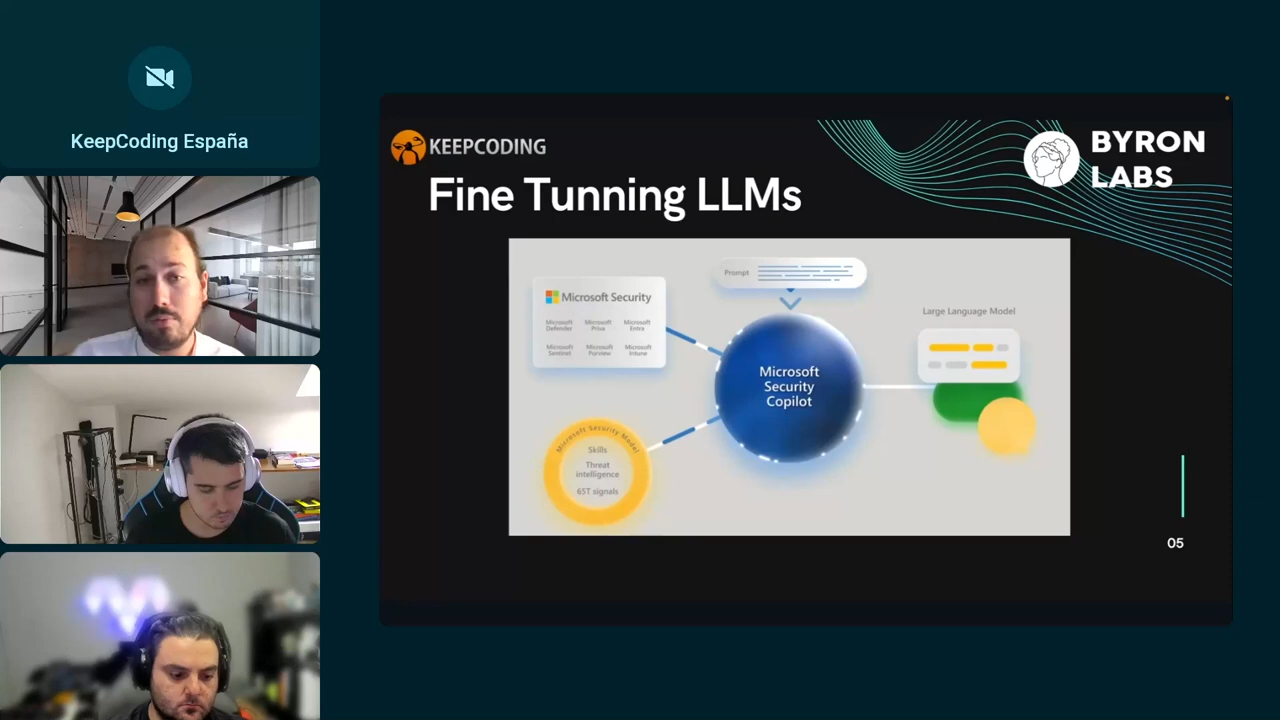 KeepCoding España
KEEPCODING
BYRON
LABS
Fine Tunning LLMs
Prompt
Microsoft Security
Microsoft Defender
Microsoft Priva
Microsoft Entra
Microsoft Sentinel
Microsoft Purview
Microsoft Intune
Microsoft
Security
Copilot
Large Language Model
Microsoft Security Model
Skills
Threat
intelligence
65T signals
05